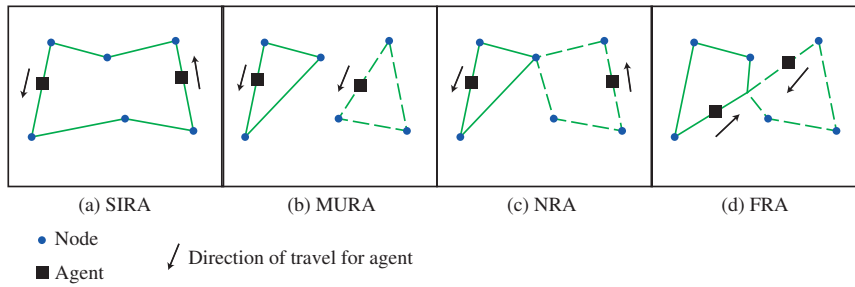 (a) SIRA (b) MURA (c) NRA (d) FRA
Node
Agent
Direction of travel for agent